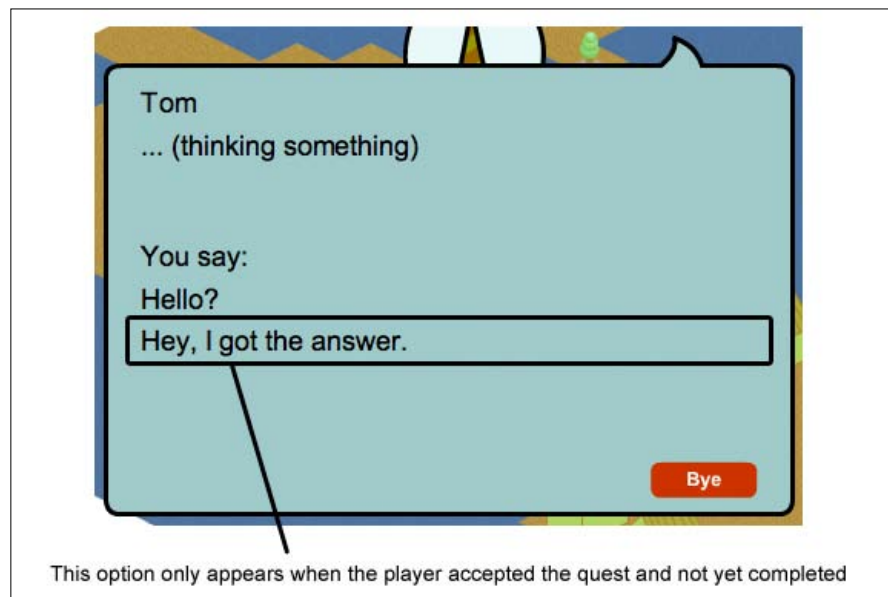 Tom
... (thinking something)
You say:
Hello?
Hey, I got the answer.
Bye
This option only appears when the player accepted the quest and not yet completed